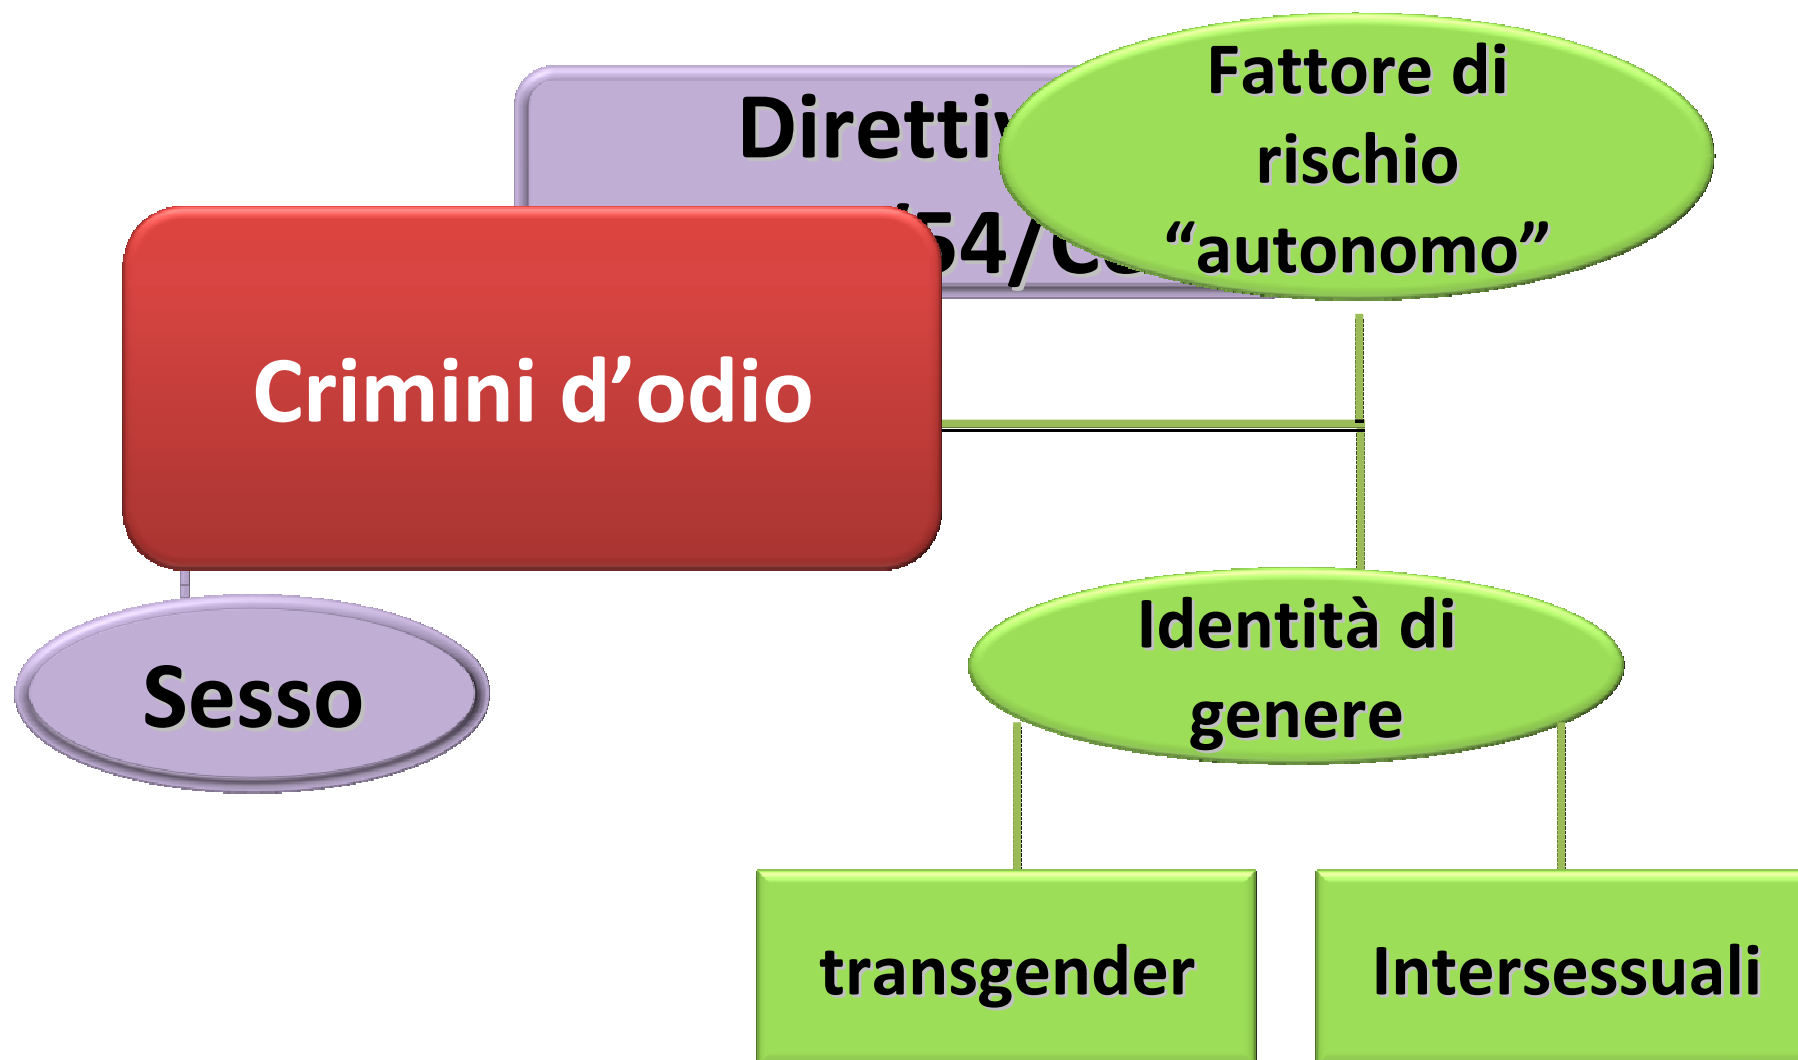 Fattore di
rischio
“autonomo”
Crimini d’odio
Sesso
Identità di
genere
transgender
Intersessuali